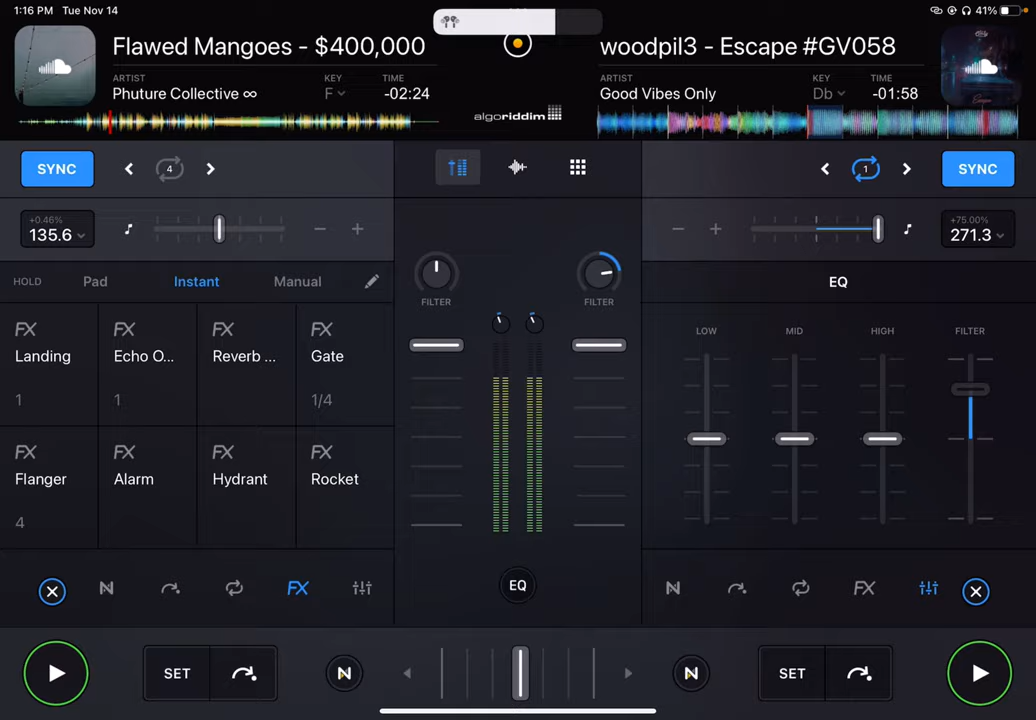 1:16 PM Tue Nov 14
41%
Flawed Mangoes - $400,000
ARTIST KEY TIME
Phuture Collective ∞ F -02:24
algoriddim
woodpil3 - Escape #GV058
ARTIST KEY TIME
Good Vibes Only Db -01:58
SYNC 4
1 SYNC
+0.46%
135.6
+75.00%
271.3
HOLD Pad Instant Manual
FX FX FX FX
Landing Echo O... Reverb ... Gate
1 1 1/4
FX FX FX FX
Flanger Alarm Hydrant Rocket
4
FILTER FILTER
EQ
EQ
LOW MID HIGH FILTER
N FX
N FX
SET N
N SET